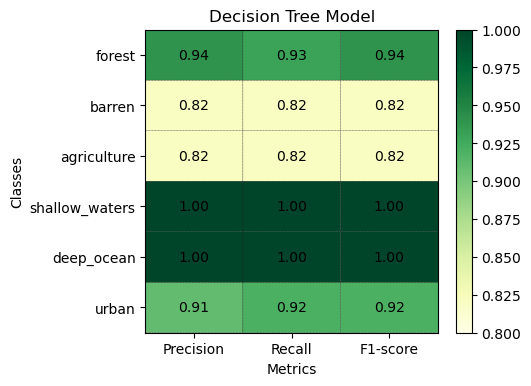 Decision Tree Model
Classes
forest 0.94 0.93 0.94
barren 0.82 0.82 0.82
agriculture 0.82 0.82 0.82
shallow_waters 1.00 1.00 1.00
deep_ocean 1.00 1.00 1.00
urban 0.91 0.92 0.92
Precision Recall F1-score
Metrics
1.000
0.975
0.950
0.925
0.900
0.875
0.850
0.825
0.800